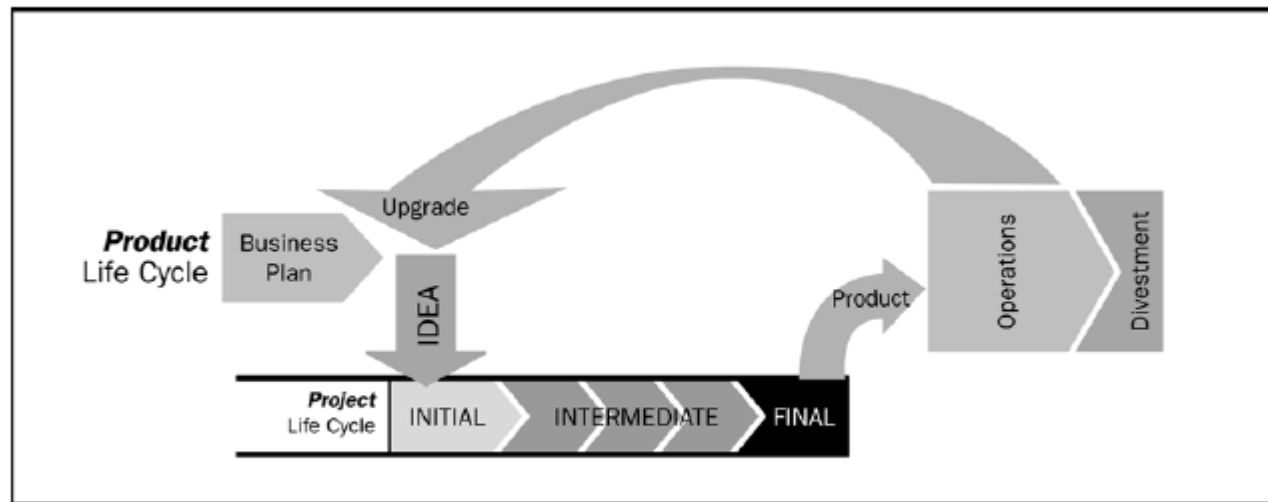 Upgrade
Product
Life Cycle
Business
Plan
IDEA
Product
Operations
Divestment
Project
Life Cycle
INITIAL
INTERMEDIATE
FINAL